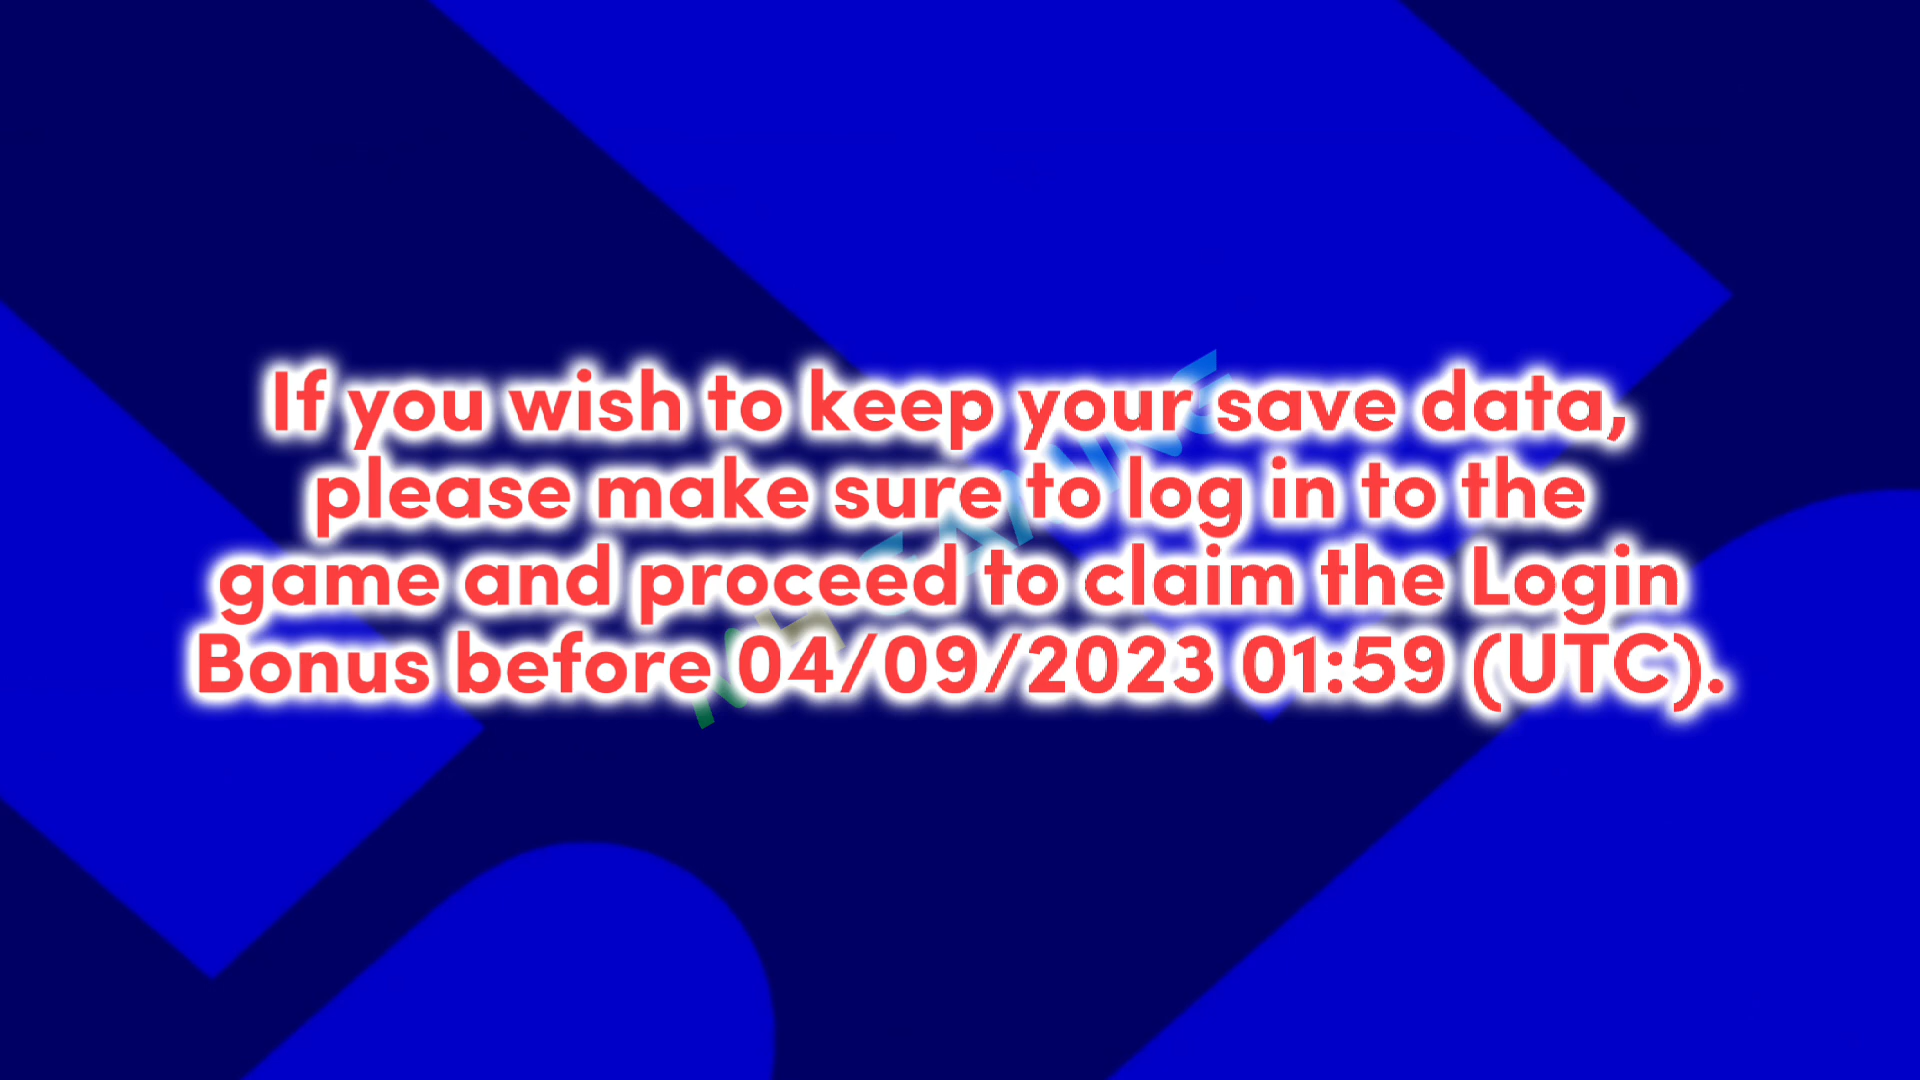 If you wish to keep your save data,
please make sure to log in to the
game and proceed to claim the Login
Bonus before 04/09/2023 01:59 (UTC).